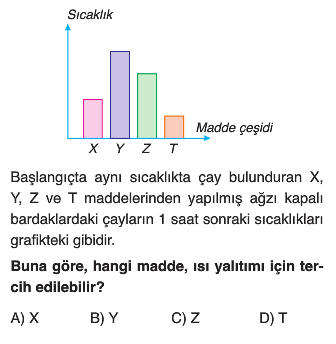 Sıcaklık
Madde çeşidi
X Y Z T
Başlangıçta aynı sıcaklıkta çay bulunduran X,
Y, Z ve T maddelerinden yapılmış ağzı kapalı
bardaklardaki çayların 1 saat sonraki sıcaklıkları
grafikteki gibidir.
Buna göre, hangi madde, ısı yalıtımı için ter-
cih edilebilir?
A) X B) Y C) Z D) T